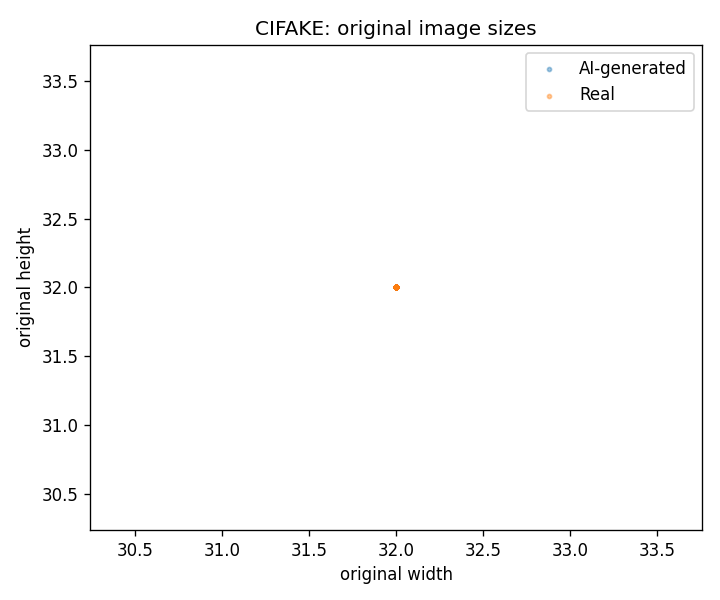 CIFAKE: original image sizes
AI-generated
Real
33.5
33.0
32.5
32.0
31.5
31.0
30.5
original height
30.5 31.0 31.5 32.0 32.5 33.0 33.5
original width